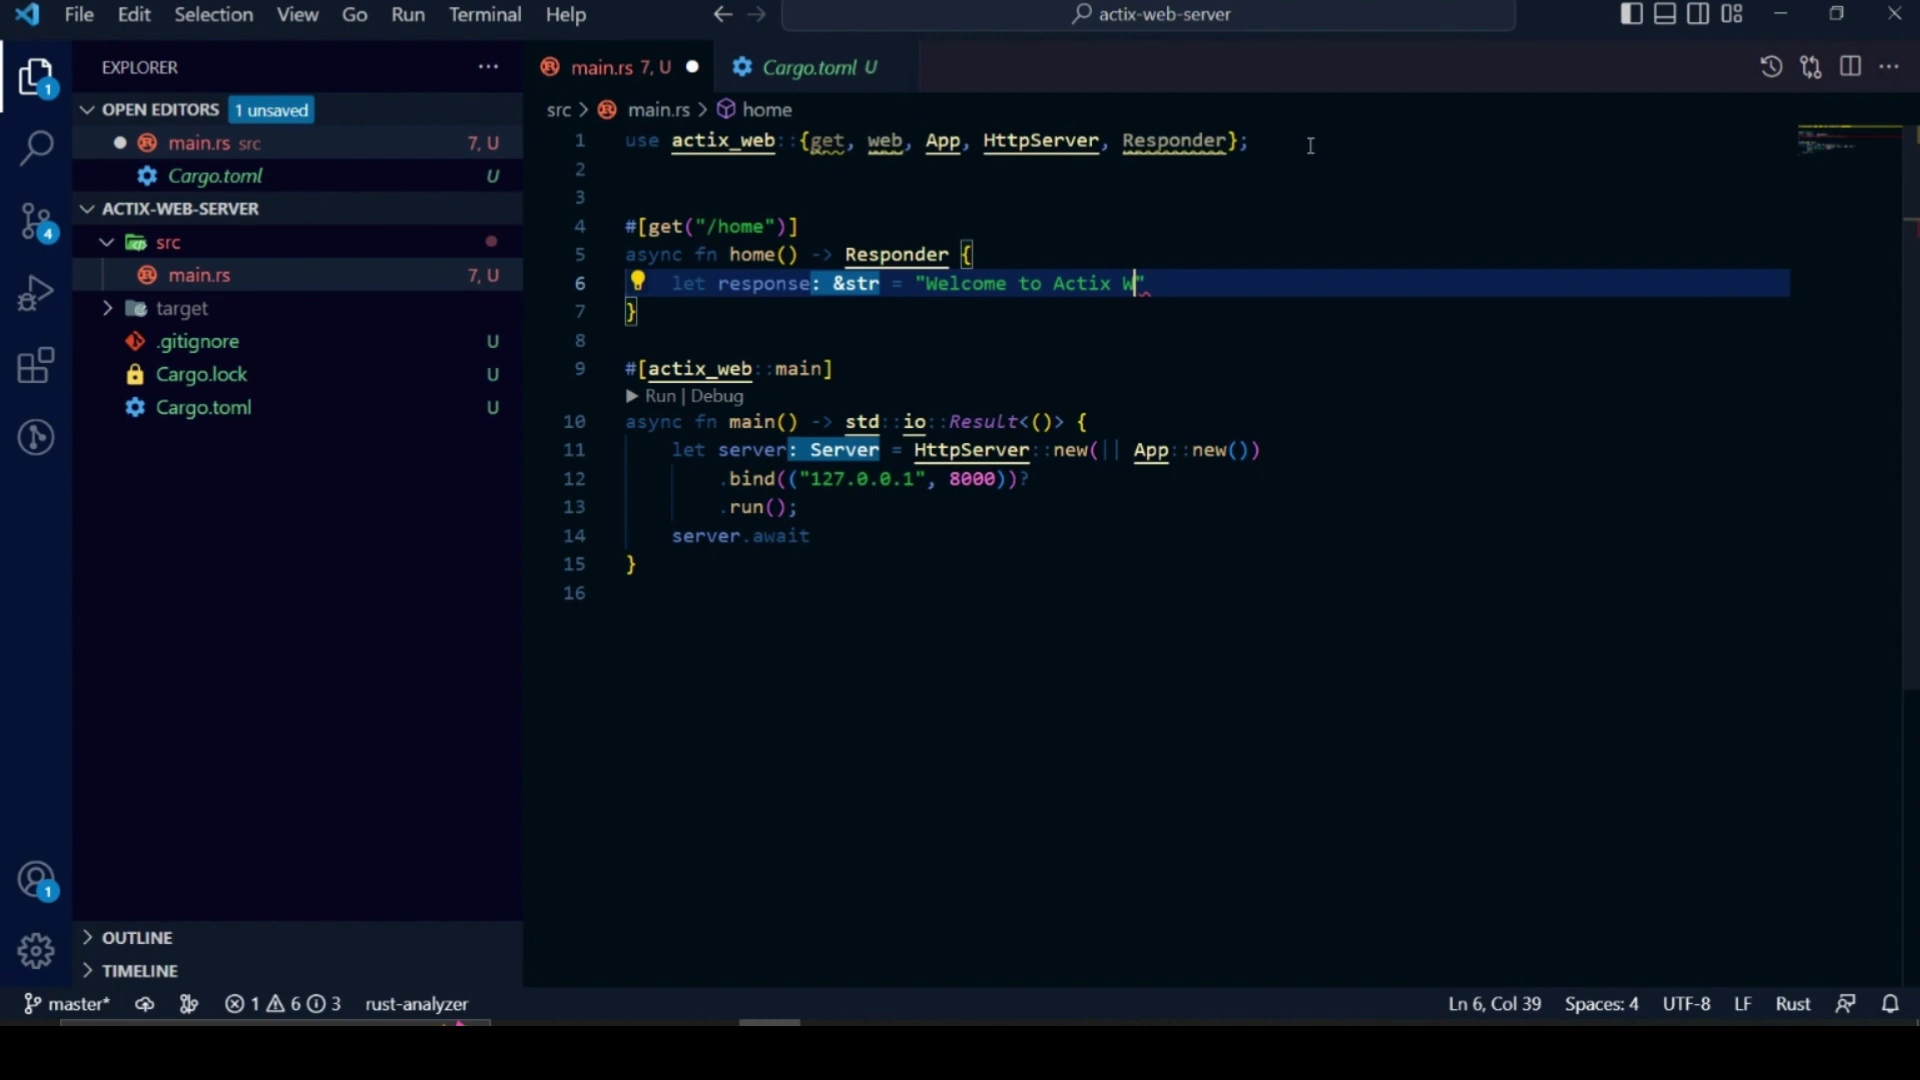 File Edit Selection View Go Run Terminal Help
actix-web-server
EXPLORER
OPEN EDITORS 1 unsaved
main.rs src 7, U
Cargo.toml U
ACTIX-WEB-SERVER
src
main.rs 7, U
target
.gitignore U
Cargo.lock U
Cargo.toml U
OUTLINE
TIMELINE
1
4
1
main.rs 7, U
Cargo.toml U
src > main.rs > home
1 use actix_web::{get, web, App, HttpServer, Responder};
2
3
4 #[get("/home")]
5 async fn home() -> Responder {
6 let response: &str = "Welcome to Actix W"
7 }
8
9 #[actix_web::main]
Run | Debug
10 async fn main() -> std::io::Result<()> {
11 let server: Server = HttpServer::new(|| App::new())
12 .bind(("127.0.0.1", 8000))?
13 .run();
14 server.await
15 }
16
master* 1 6 3 rust-analyzer Ln 6, Col 39 Spaces: 4 UTF-8 LF Rust